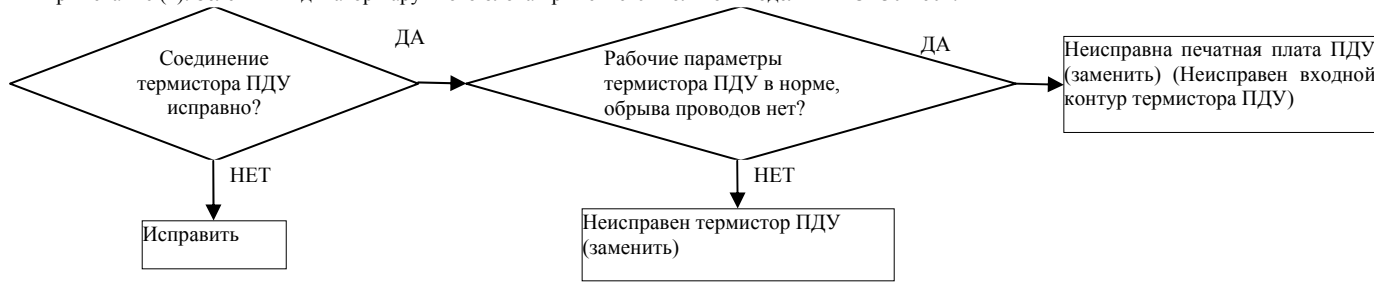 ДА
ДА
Соединение
термистора ПДУ
исправно?
Рабочие параметры
термистора ПДУ в норме,
обрыва проводов нет?
Неисправна печатная плата ПДУ
(заменить) (Неисправен входной
контур термистора ПДУ)
НЕТ
НЕТ
Исправить
Неисправен термистор ПДУ
(заменить)